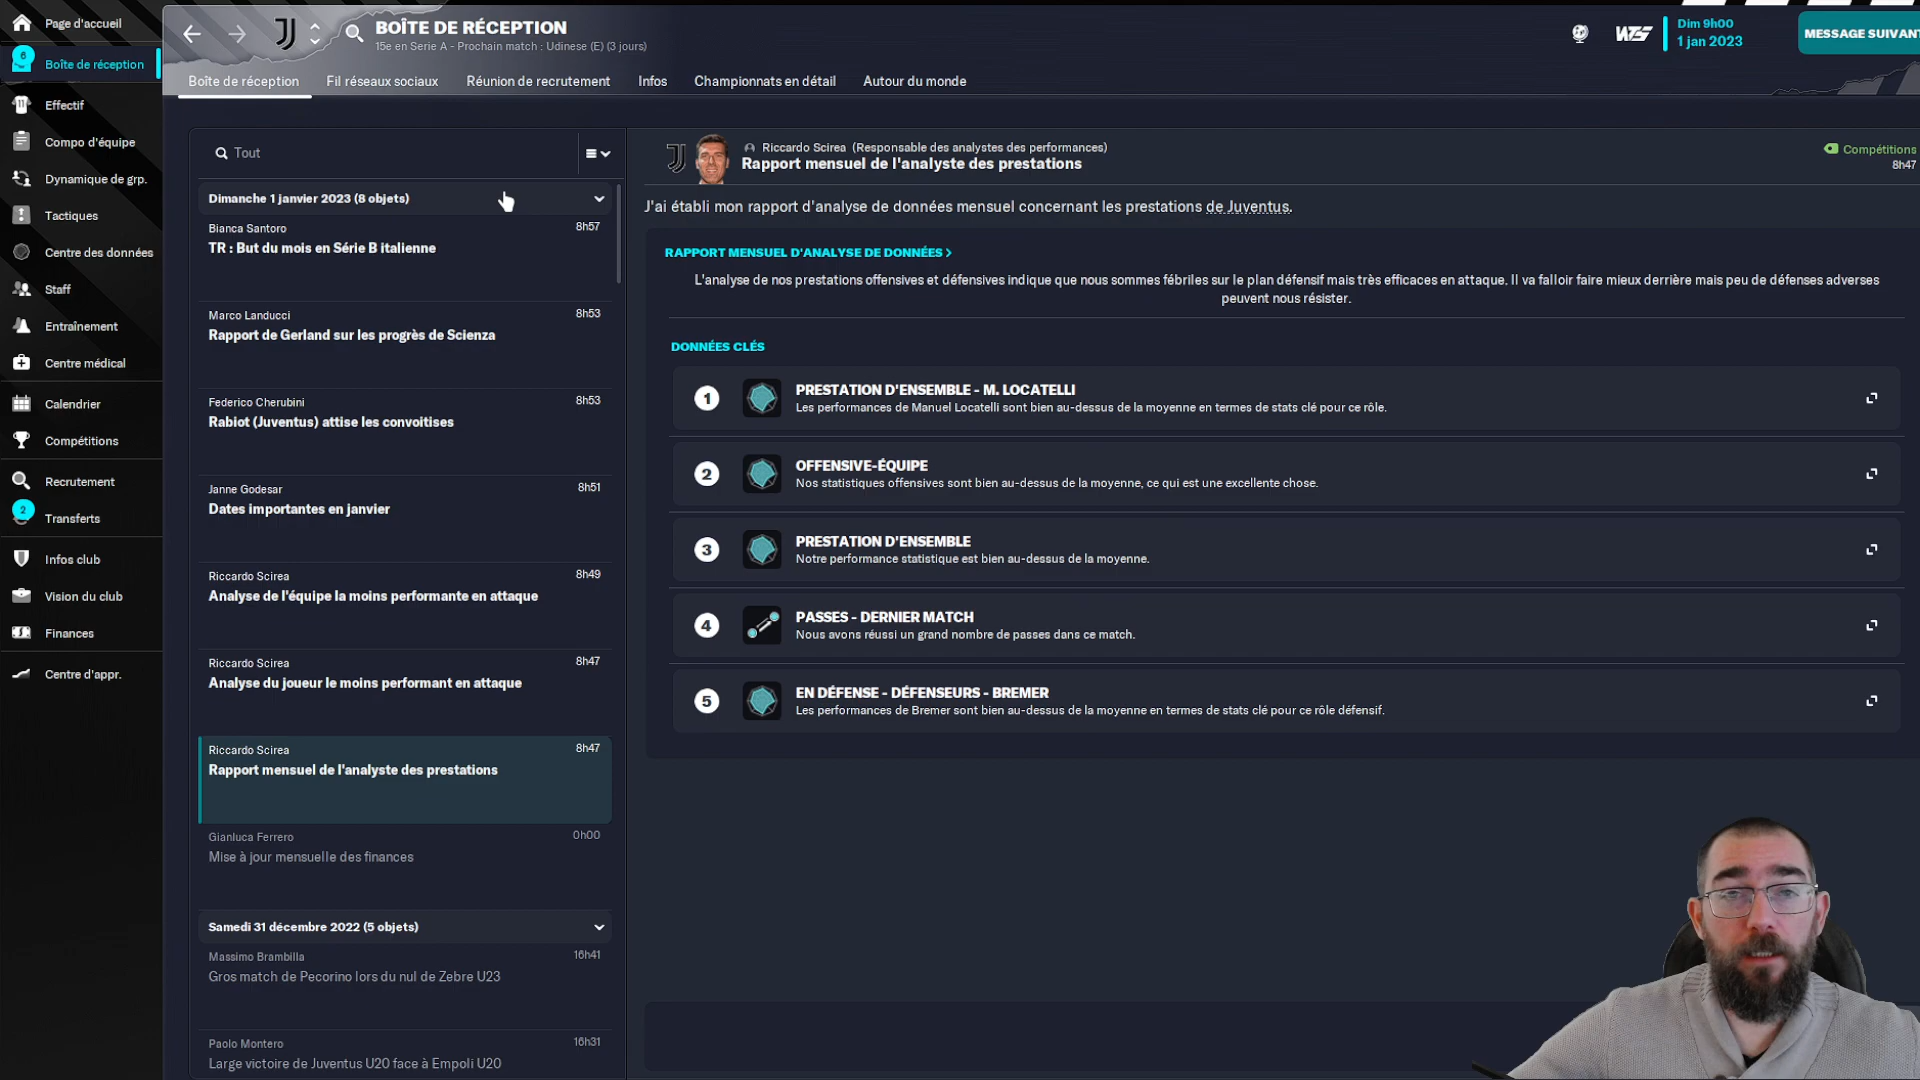 Page d'accueil
6
Boîte de réception
Effectif
Compo d'équipe
Dynamique de grp.
Tactiques
Centre des données
Staff
Entraînement
Centre médical
Calendrier
Compétitions
Recrutement
2
Transferts
Infos club
Vision du club
Finances
Centre d'appr.
BOÎTE DE RÉCEPTION
15e en Serie A - Prochain match : Udinese (E) (3 jours)
Dim 9h00
1 jan 2023
MESSAGE SUIVANT
Boîte de réception
Fil réseaux sociaux
Réunion de recrutement
Infos
Championnats en détail
Autour du monde
Tout
Dimanche 1 janvier 2023 (8 objets)
Bianca Santoro 8h57
TR : But du mois en Série B italienne
Marco Landucci 8h53
Rapport de Gerland sur les progrès de Scienza
Federico Cherubini 8h53
Rabiot (Juventus) attise les convoitises
Janne Godesar 8h51
Dates importantes en janvier
Riccardo Scirea 8h49
Analyse de l'équipe la moins performante en attaque
Riccardo Scirea 8h47
Analyse du joueur le moins performant en attaque
Riccardo Scirea 8h47
Rapport mensuel de l'analyste des prestations
Gianluca Ferrero 0h00
Mise à jour mensuelle des finances
Samedi 31 décembre 2022 (5 objets)
Massimo Brambilla 16h41
Gros match de Pecorino lors du nul de Zebre U23
Paolo Montero 16h31
Large victoire de Juventus U20 face à Empoli U20
Riccardo Scirea (Responsable des analystes des performances)
Rapport mensuel de l'analyste des prestations
Compétitions
8h47
J'ai établi mon rapport d'analyse de données mensuel concernant les prestations de Juventus.
RAPPORT MENSUEL D'ANALYSE DE DONNÉES >
L'analyse de nos prestations offensives et défensives indique que nous sommes fébriles sur le plan défensif mais très efficaces en attaque. Il va falloir faire mieux derrière mais peu de défenses adverses
peuvent nous résister.
DONNÉES CLÉS
1
PRESTATION D'ENSEMBLE - M. LOCATELLI
Les performances de Manuel Locatelli sont bien au-dessus de la moyenne en termes de stats clé pour ce rôle.
2
OFFENSIVE-ÉQUIPE
Nos statistiques offensives sont bien au-dessus de la moyenne, ce qui est une excellente chose.
3
PRESTATION D'ENSEMBLE
Notre performance statistique est bien au-dessus de la moyenne.
4
PASSES - DERNIER MATCH
Nous avons réussi un grand nombre de passes dans ce match.
5
EN DÉFENSE - DÉFENSEURS - BREMER
Les performances de Bremer sont bien au-dessus de la moyenne en termes de stats clé pour ce rôle défensif.